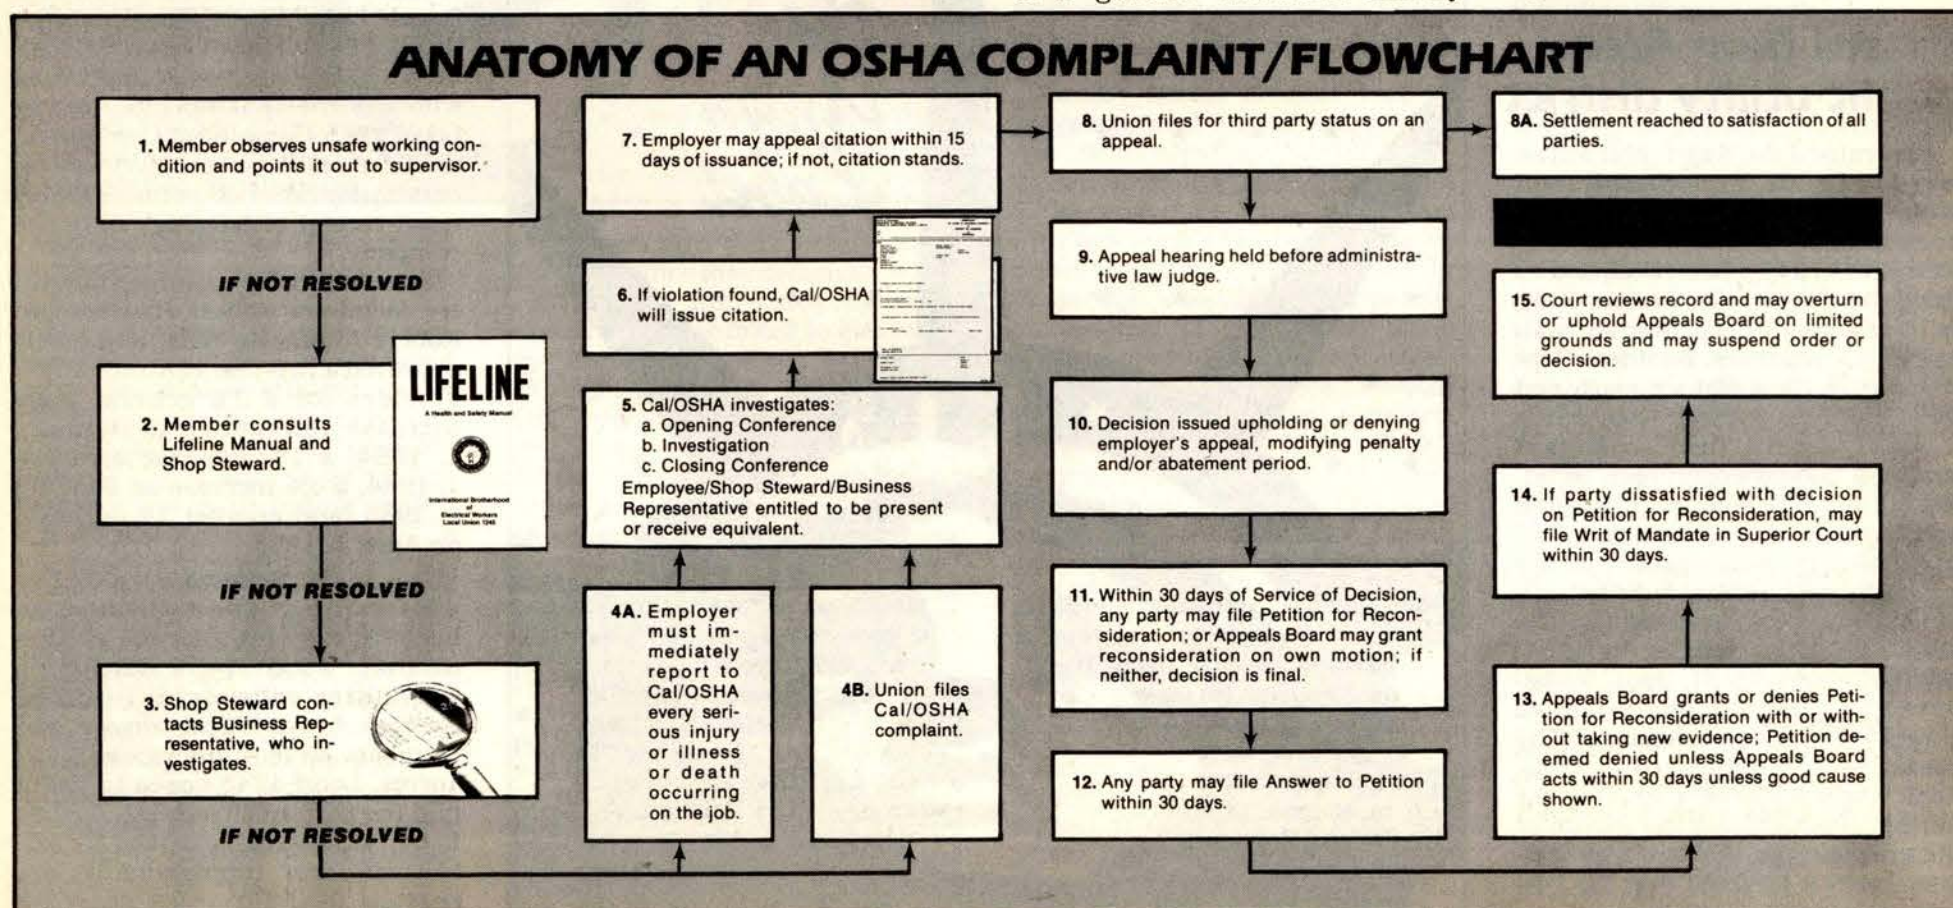 ANATOMY OF AN OSHA COMPLAINT/FLOWCHART
1. Member observes unsafe working con-
dition and points it out to supervisor.
IF NOT RESOLVED
2. Member consults
Lifeline Manual and
Shop Steward.
LIFELINE
A Health and Safety Manual
International Brotherhood
of
Electrical Workers
Local Union 1245
IF NOT RESOLVED
3. Shop Steward con-
tacts Business Rep-
resentative, who in-
vestigates.
IF NOT RESOLVED
4A. Employer
must im-
mediately
report to
Cal/OSHA
every seri-
ous injury
or illness
or death
occurring
on the job.
4B. Union files
Cal/OSHA
complaint.
5. Cal/OSHA investigates:
a. Opening Conference
b. Investigation
c. Closing Conference
Employee/Shop Steward/Business
Representative entitled to be present
or receive equivalent.
6. If violation found, Cal/OSHA
will issue citation.
7. Employer may appeal citation within 15
days of issuance; if not, citation stands.
8. Union files for third party status on an
appeal.
8A. Settlement reached to satisfaction of all
parties.
9. Appeal hearing held before administra-
tive law judge.
10. Decision issued upholding or denying
employer's appeal, modifying penalty
and/or abatement period.
11. Within 30 days of Service of Decision,
any party may file Petition for Recon-
sideration; or Appeals Board may grant
reconsideration on own motion; if
neither, decision is final.
12. Any party may file Answer to Petition
within 30 days.
13. Appeals Board grants or denies Peti-
tion for Reconsideration with or with-
out taking new evidence; Petition de-
emed denied unless Appeals Board
acts within 30 days unless good cause
shown.
14. If party dissatisfied with decision
on Petition for Reconsideration, may
file Writ of Mandate in Superior Court
within 30 days.
15. Court reviews record and may overturn
or uphold Appeals Board on limited
grounds and may suspend order or
decision.